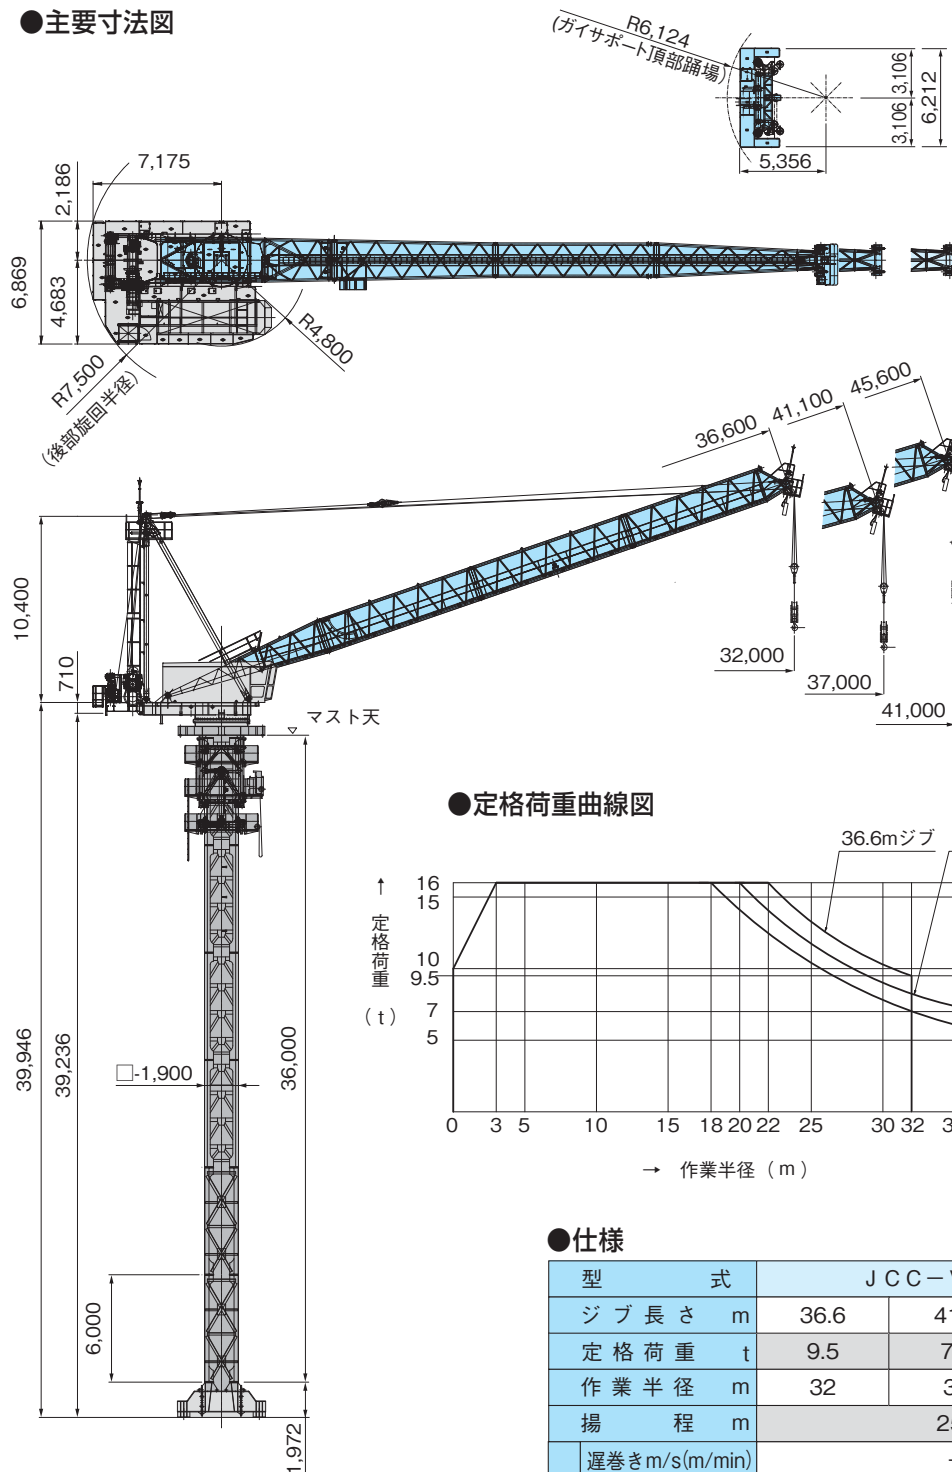 ●主要寸法図
R6,124
(ガイサポート頂部踊場)
3,106
3,106
6,212
5,356
7,175
2,186
6,869
4,683
R4,800
R7,500
(後部旋回半径)
36,600
41,100
45,600
10,400
710
32,000
37,000
41,000
マスト天
39,946
39,236
36,000
□-1,900
6,000
1,972
●定格荷重曲線図
36.6mジブ
↑
定格荷重
(t)
16
15
10
9.5
7
5
0 3 5 10 15 18 20 22 25 30 32
→ 作業半径(m)
●仕様
型式 JCC-V
ジブ長さ m 36.6
定格荷重 t 9.5
作業半径 m 32
揚程 m
遅巻きm/s(m/min)